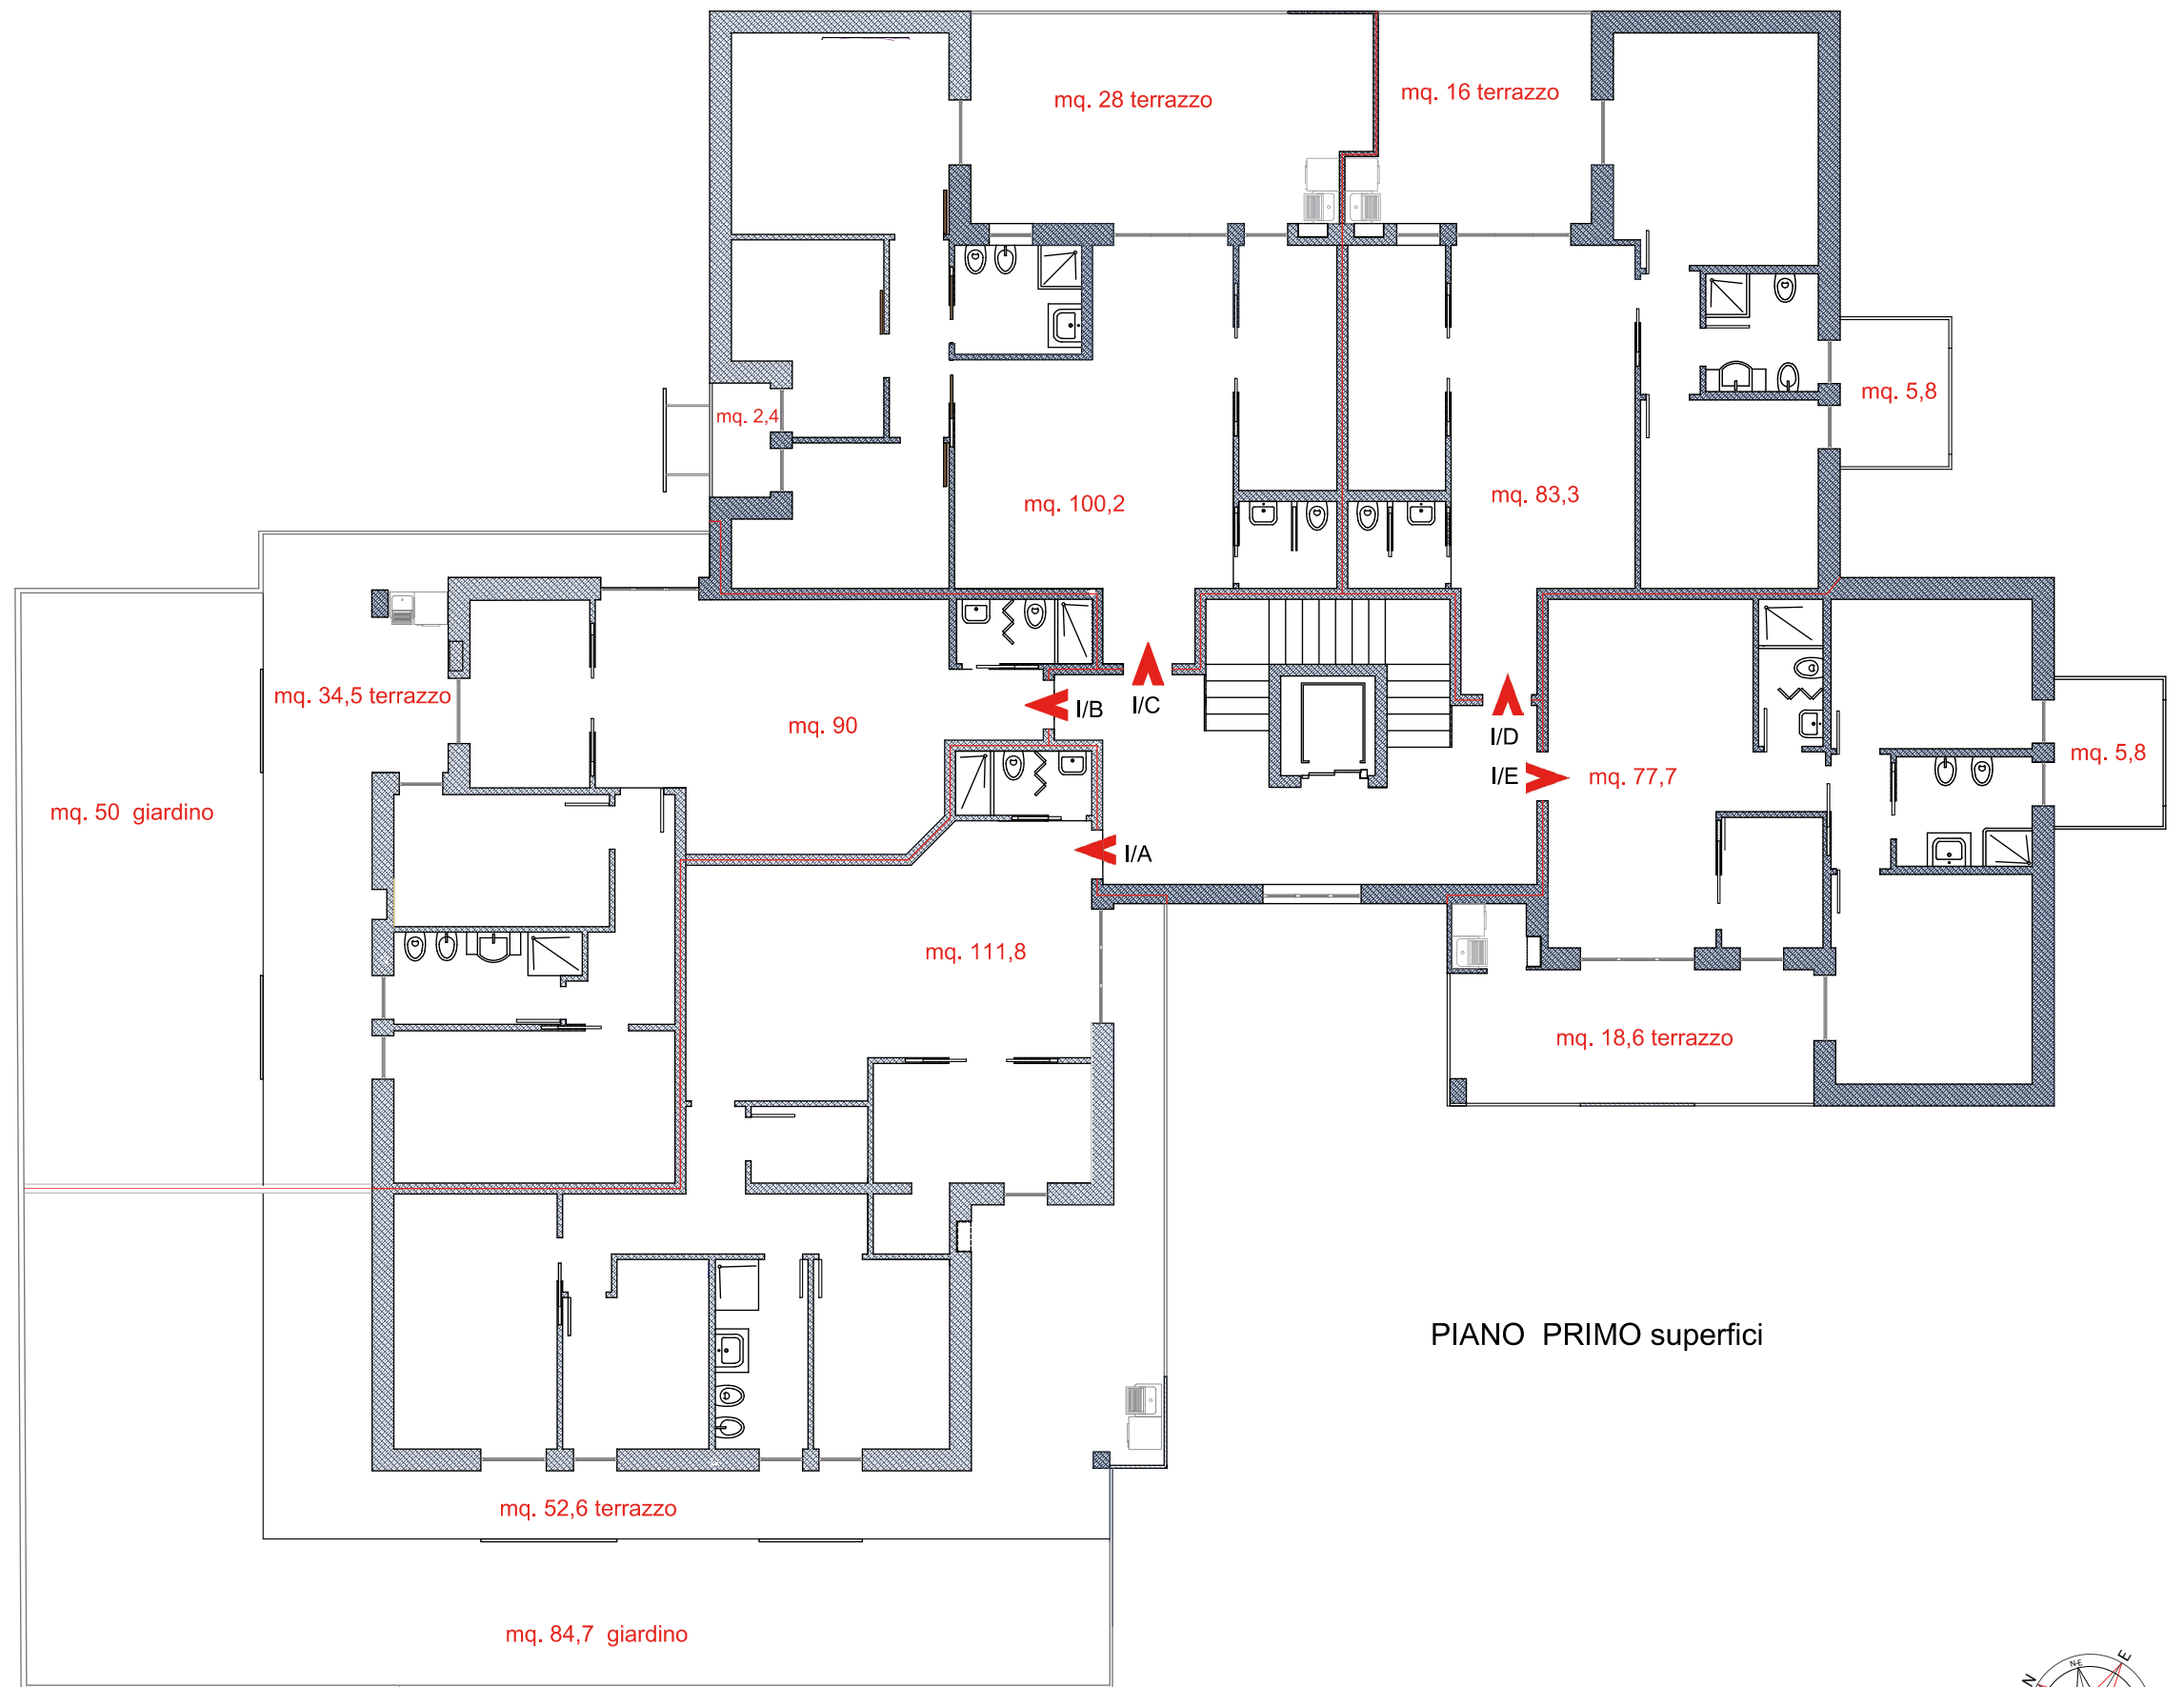 mq. 28 terrazzo
mq. 16 terrazzo
mq. 5,8
mq. 2,4
mq. 100,2
mq. 83,3
mq. 34,5 terrazzo
mq. 90
I/B
I/C
I/D
I/E
mq. 77,7
mq. 5,8
mq. 50 giardino
I/A
mq. 111,8
mq. 18,6 terrazzo
PIANO PRIMO superfici
mq. 52,6 terrazzo
mq. 84,7 giardino
N
N-E
E